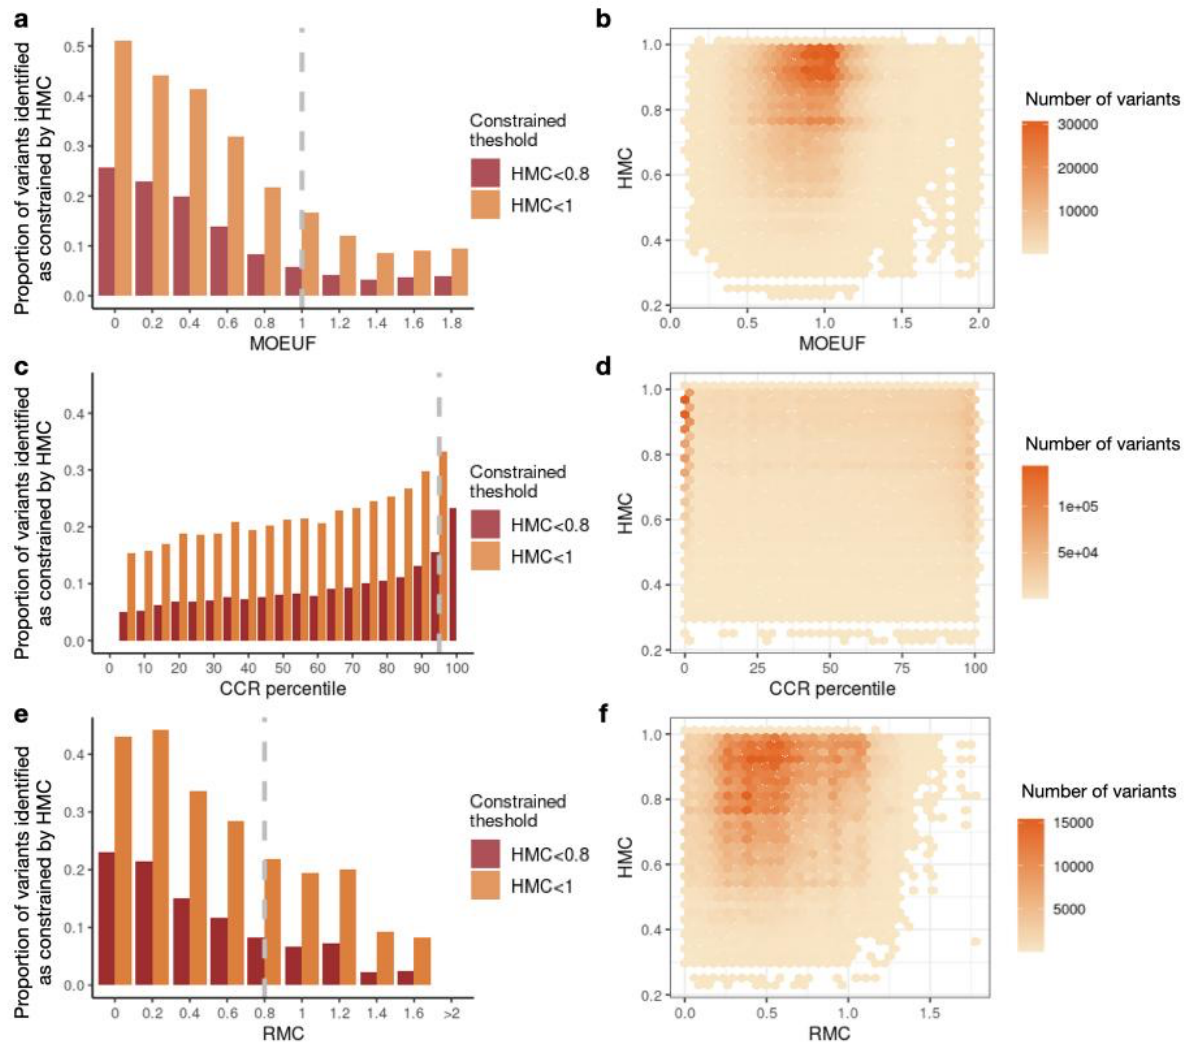 a
Proportion of variants identified
as constrained by HMC
0.5
0.4
0.3
0.2
0.1
0.0
0 0.2 0.4 0.6 0.8 1 1.2 1.4 1.6 1.8
MOEUF
Constrained
theshold
HMC<0.8
HMC<1
b
HMC
1.0
0.8
0.6
0.4
0.2
0.0 0.5 1.0 1.5 2.0
MOEUF
Number of variants
30000
20000
10000
c
Proportion of variants identified
as constrained by HMC
0.4
0.3
0.2
0.1
0.0
0 10 20 30 40 50 60 70 80 90 100
CCR percentile
Constrained
theshold
HMC<0.8
HMC<1
d
HMC
1.0
0.8
0.6
0.4
0.2
0 25 50 75 100
CCR percentile
Number of variants
1e+05
5e+04
e
Proportion of variants identified
as constrained by HMC
0.4
0.3
0.2
0.1
0.0
0 0.2 0.4 0.6 0.8 1 1.2 1.4 1.6 >2
RMC
Constrained
theshold
HMC<0.8
HMC<1
f
HMC
1.0
0.8
0.6
0.4
0.2
0.0 0.5 1.0 1.5
RMC
Number of variants
15000
10000
5000